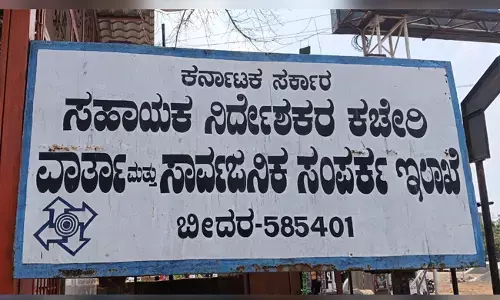 ಕರ್ನಾಟಕ ಸರ್ಕಾರ
ಸಹಾಯಕ ನಿರ್ದೇಶಕರ ಕಚೇರಿ
ವಾರ್ತಾ ಮತ್ತು ಸಾರ್ವಜನಿಕ ಸಂಪರ್ಕ ಇಲಾಖೆ
ಬೀದರ-585401